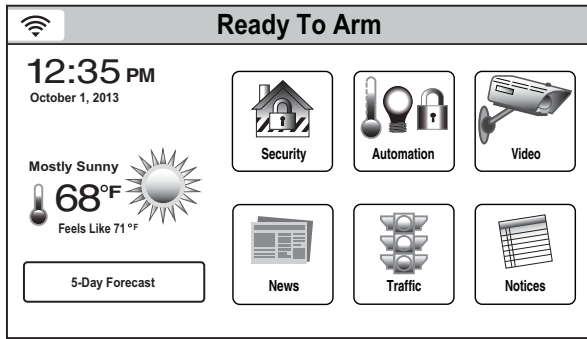 Ready To Arm
12:35 PM
October 1, 2013
Mostly Sunny
68°F
Feels Like 71°F
5-Day Forecast
Security
Automation
Video
News
Traffic
Notices